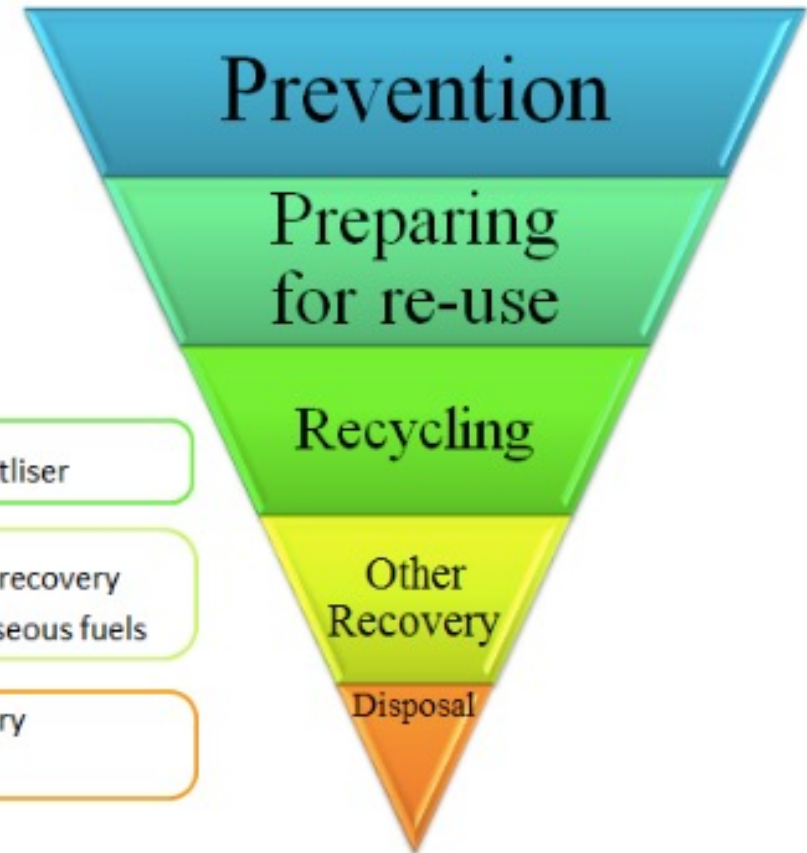 Prevention
Preparing
for re-use
Recycling
tliser
Other
Recovery
recovery
seous fuels
Disposal
ry